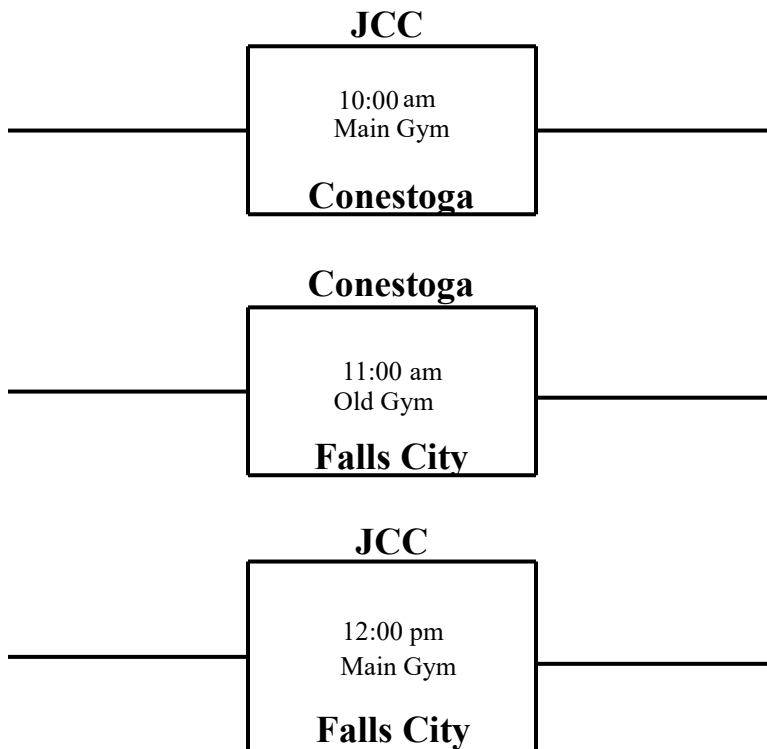 JCC
10:00 am
Main Gym
Conestoga
Conestoga
11:00 am
Old Gym
Falls City
JCC
12:00 pm
Main Gym
Falls City